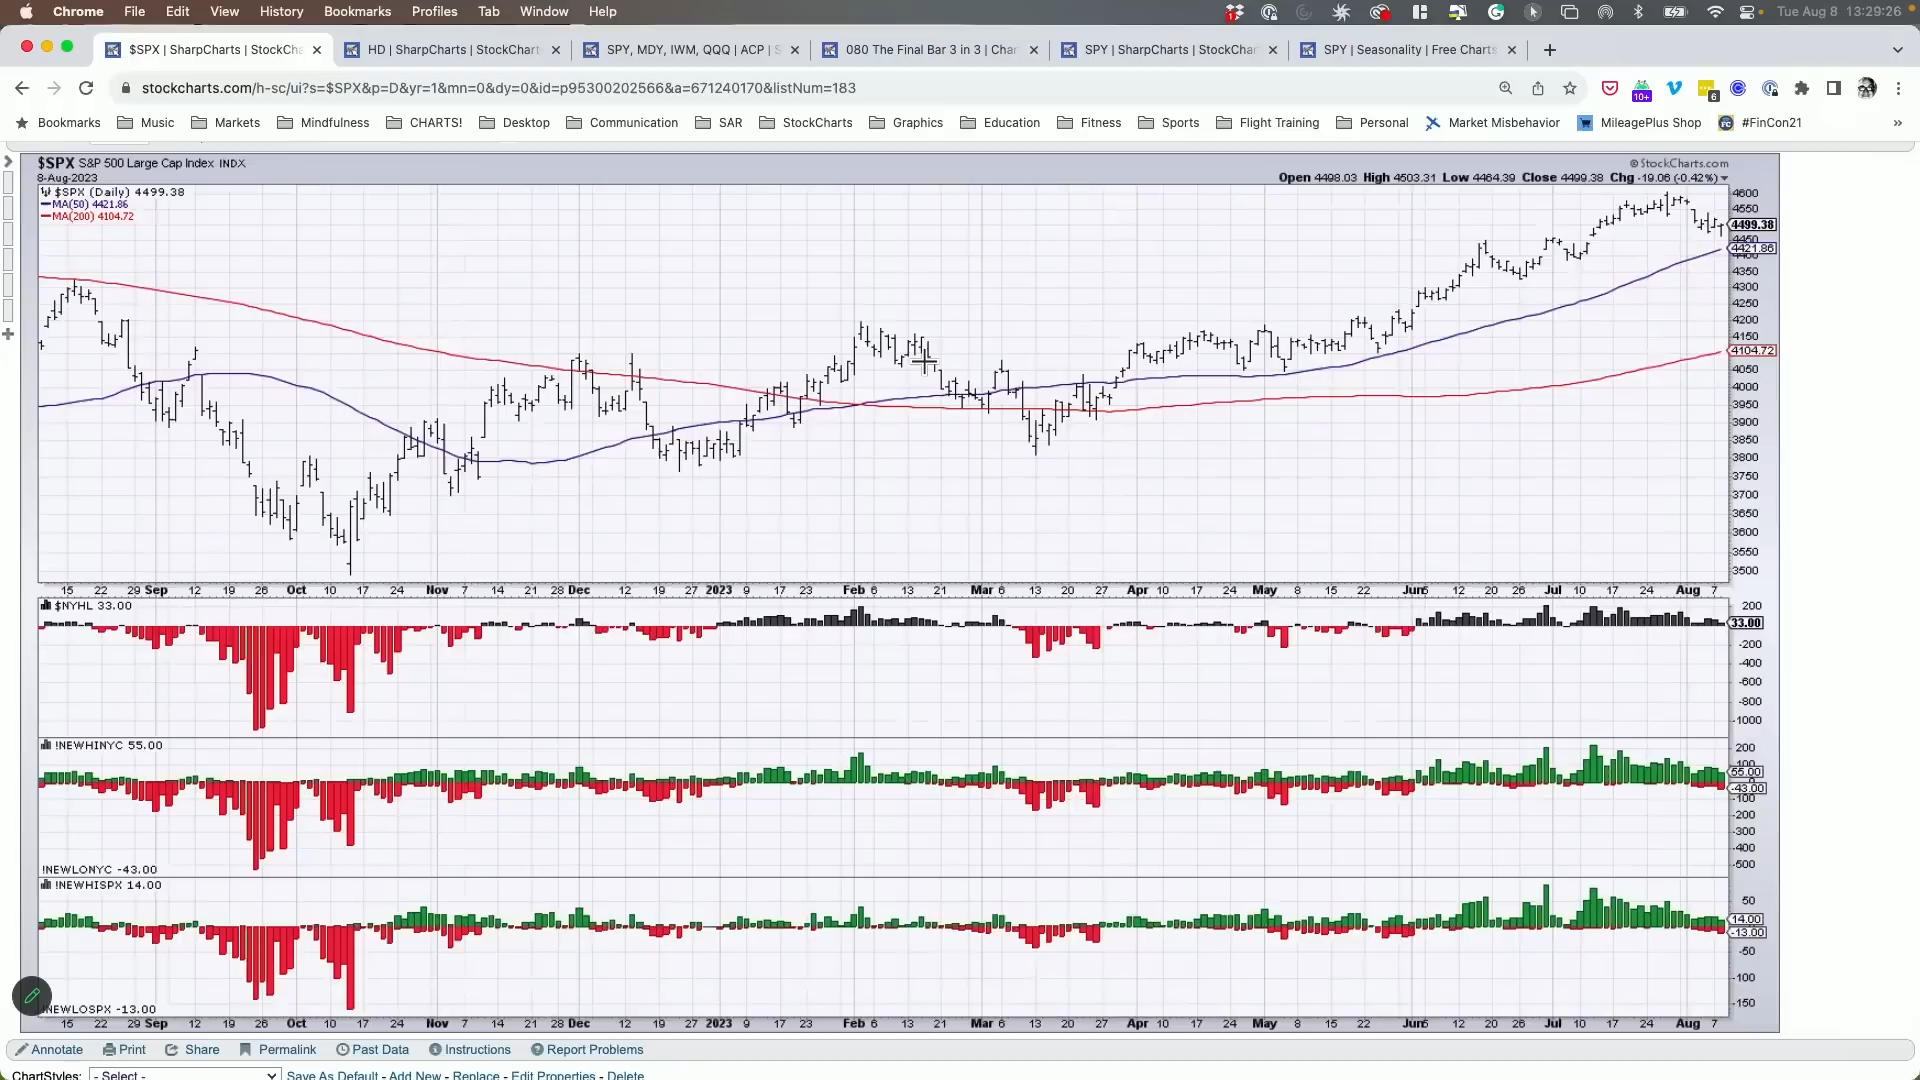 Chrome File Edit View History Bookmarks Profiles Tab Window Help
Tue Aug 8 13:29:26
$SPX | SharpCharts | StockCha
HD | SharpCharts | StockChart
SPY, MDY, IWM, QQQ | ACP | S
080 The Final Bar 3 in 3 | Char
SPY | SharpCharts | StockChar
SPY | Seasonality | Free Charts
stockcharts.com/h-sc/ui?s=$SPX&p=D&yr=1&mn=0&dy=0&id=p95300202566&a=671240170&listNum=183
10+
6
Bookmarks Music Markets Mindfulness CHARTS! Desktop Communication SAR StockCharts Graphics Education Fitness Sports Flight Training Personal Market Misbehavior MileagePlus Shop #FinCon21 »
$SPX S&P 500 Large Cap Index INDX
© StockCharts.com
8-Aug-2023
Open 4498.03 High 4503.31 Low 4464.39 Close 4499.38 Chg -19.06 (-0.42%)
$SPX (Daily) 4499.38
MA(50) 4421.86
MA(200) 4104.72
4600
4550
4499.38
4450
4421.86
4400
4350
4300
4250
4200
4150
4104.72
4050
4000
3950
3900
3850
3800
3750
3700
3650
3600
3550
3500
15 22 29 Sep 12 19 26 Oct 10 17 24 Nov 7 14 21 28 Dec 12 19 27 2023 9 17 23 Feb 6 13 21 Mar 6 13 20 27 Apr 10 17 24 May 8 15 22 Jun 5 12 20 26 Jul 10 17 24 Aug 7
$NYHL 33.00
200
33.00
-200
-400
-600
-800
-1000
!NEWHINYC 55.00
200
100
55.00
-43.00
-100
-200
-300
-400
-500
!NEWLONYC -43.00
!NEWHISPX 14.00
50
14.00
-13.00
-50
-100
-150
!NEWLOSPX -13.00
15 22 29 Sep 12 19 26 Oct 10 17 24 Nov 7 14 21 28 Dec 12 19 27 2023 9 17 23 Feb 6 13 21 Mar 6 13 20 27 Apr 10 17 24 May 8 15 22 Jun 5 12 20 26 Jul 10 17 24 Aug 7
Annotate Print Share Permalink Past Data Instructions Report Problems
ChartStyles: - Select - Save As Default - Add New - Replace - Edit Properties - Delete